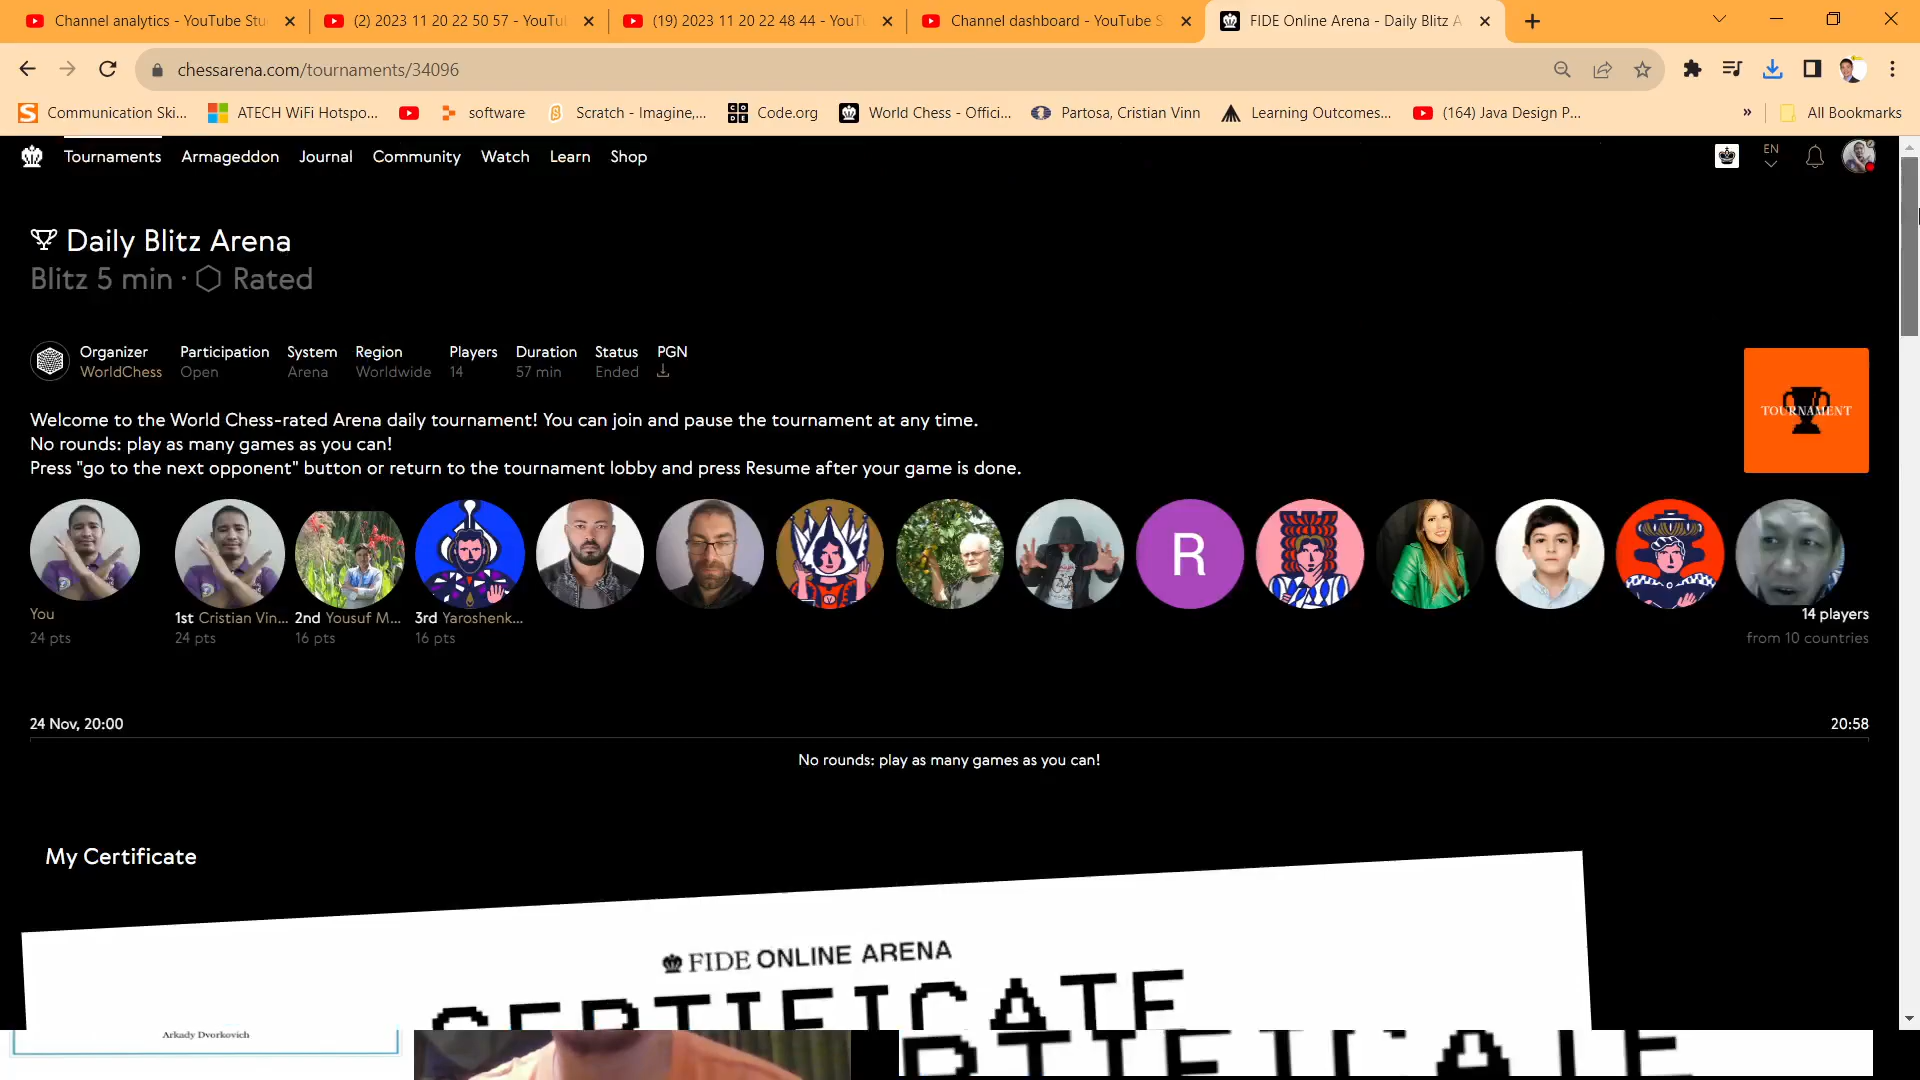 Channel analytics - YouTube Stu
(2) 2023 11 20 22 50 57 - YouTu
(19) 2023 11 20 22 48 44 - YouT
Channel dashboard - YouTube S
FIDE Online Arena - Daily Blitz A
chessarena.com/tournaments/34096
Communication Ski...
ATECH WiFi Hotspo...
software
Scratch - Imagine,...
Code.org
World Chess - Offici...
Partosa, Cristian Vinn
Learning Outcomes...
(164) Java Design P...
»
All Bookmarks
Tournaments
Armageddon
Journal
Community
Watch
Learn
Shop
EN
Daily Blitz Arena
Blitz 5 min · Rated
Organizer
WorldChess
Participation
Open
System
Arena
Region
Worldwide
Players
14
Duration
57 min
Status
Ended
PGN
TOURNAMENT
Welcome to the World Chess-rated Arena daily tournament! You can join and pause the tournament at any time.
No rounds: play as many games as you can!
Press "go to the next opponent" button or return to the tournament lobby and press Resume after your game is done.
R
You
24 pts
1st Cristian Vin...
24 pts
2nd Yousuf M...
16 pts
3rd Yaroshenk...
16 pts
14 players
from 10 countries
24 Nov, 20:00
20:58
No rounds: play as many games as you can!
My Certificate
FIDE ONLINE ARENA
CERTIFICATE
Arkady Dvorkovich